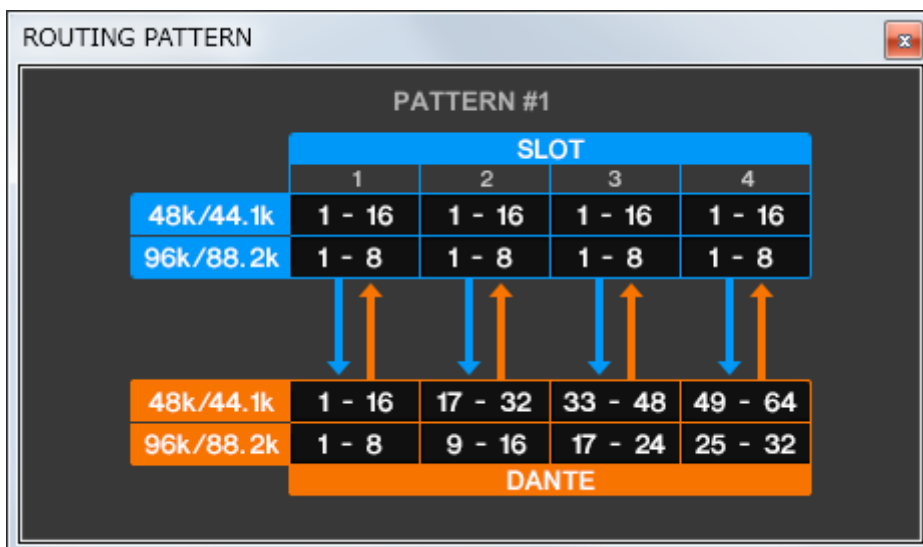 ROUTING PATTERN
x
PATTERN #1
SLOT
1 2 3 4
48k/44.1k 1 - 16 1 - 16 1 - 16 1 - 16
96k/88.2k 1 - 8 1 - 8 1 - 8 1 - 8
48k/44.1k 1 - 16 17 - 32 33 - 48 49 - 64
96k/88.2k 1 - 8 9 - 16 17 - 24 25 - 32
DANTE